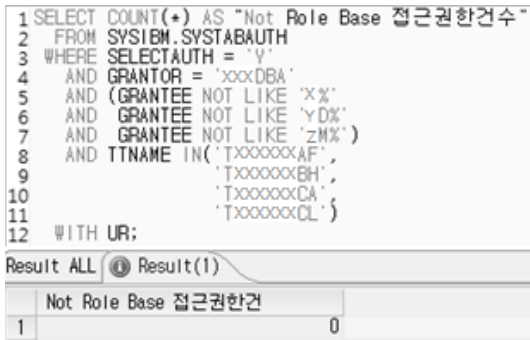 1 SELECT COUNT(*) AS "Not Role Base 접근권한건수"
2 FROM SYSIBM.SYSTABAUTH
3 WHERE SELECTAUTH = 'Y'
4 AND GRANTOR = 'XXXDBA'
5 AND (GRANTEE NOT LIKE 'X%'
6 AND GRANTEE NOT LIKE 'YD%'
7 AND GRANTEE NOT LIKE 'ZM%')
8 AND TTNAME IN('TXXXXXXAF',
9 'TXXXXXXBH',
10 'TXXXXXXCA',
11 'TXXXXXXCL')
12 WITH UR;
Result ALL Result(1)
Not Role Base 접근권한건
1 0